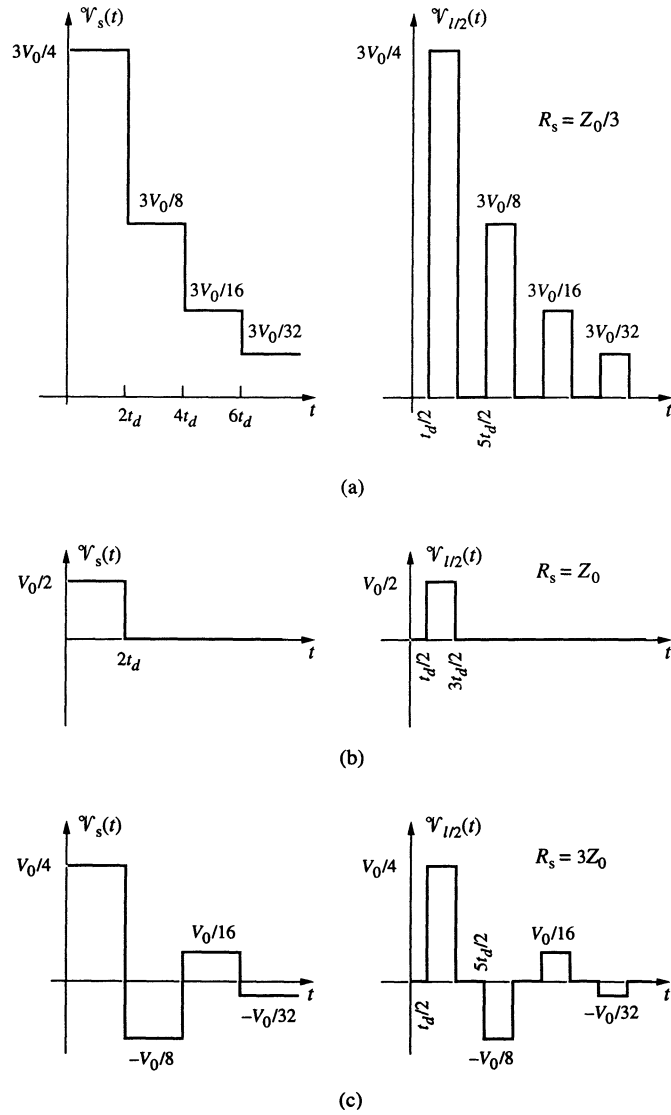 𝒱s(t)
3V0/4
3V0/8
3V0/16
3V0/32
2td
4td
6td
t
𝒱l/2(t)
3V0/4
Rs = Z0/3
3V0/8
3V0/16
3V0/32
td/2
5td/2
t
(a)
𝒱s(t)
V0/2
2td
t
𝒱l/2(t)
V0/2
Rs = Z0
td/2
3td/2
t
(b)
𝒱s(t)
V0/4
V0/16
t
−V0/32
−V0/8
𝒱l/2(t)
V0/4
Rs = 3Z0
5td/2
V0/16
t
td/2
−V0/32
−V0/8
(c)